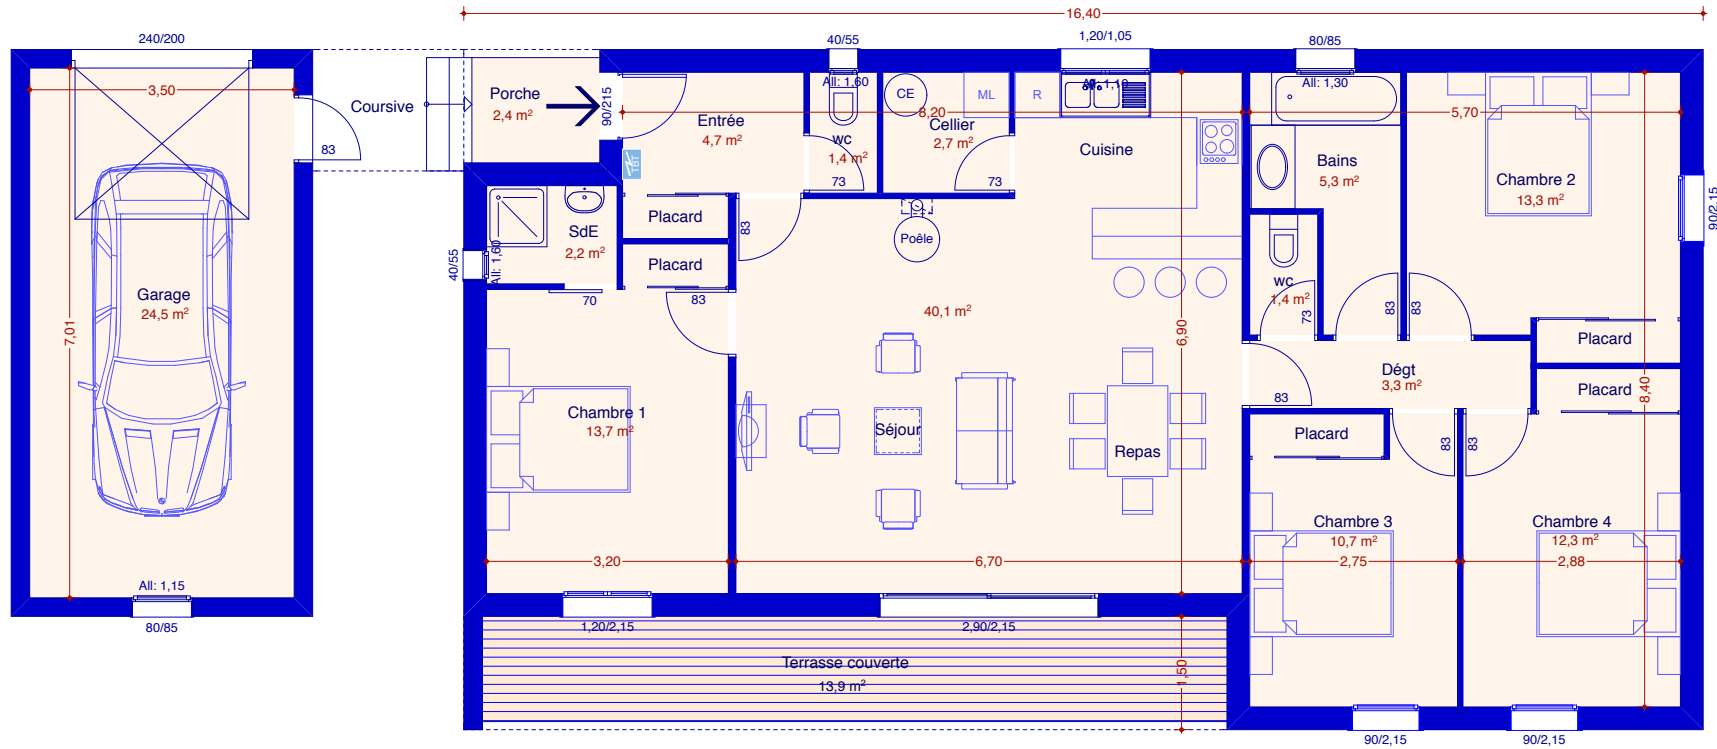 16,40
240/200
40/55
1,20/1,05
80/85
3,50
Coursive
83
Porche
2,4 m²
90/215
TBT
Entrée
4,7 m²
8,20
All: 1,60
wc
1,4 m²
73
CE
Cellier
2,7 m²
73
ML
R
All: 1,10
Cuisine
All: 1,30
Bains
5,3 m²
5,70
Chambre 2
13,3 m²
90/2,15
Placard
83
SdE
2,2 m²
40/55
All: 1,60
Placard
70
83
Poêle
40,1 m²
wc
1,4 m²
73
83
83
Garage
24,5 m²
7,01
6,90
Placard
Dégt
3,3 m²
83
Placard
8,40
Chambre 1
13,7 m²
Séjour
Repas
Placard
83
83
Chambre 3
10,7 m²
Chambre 4
12,3 m²
3,20
6,70
2,75
2,88
All: 1,15
80/85
1,20/2,15
2,90/2,15
Terrasse couverte
13,9 m²
1,50
90/2,15
90/2,15